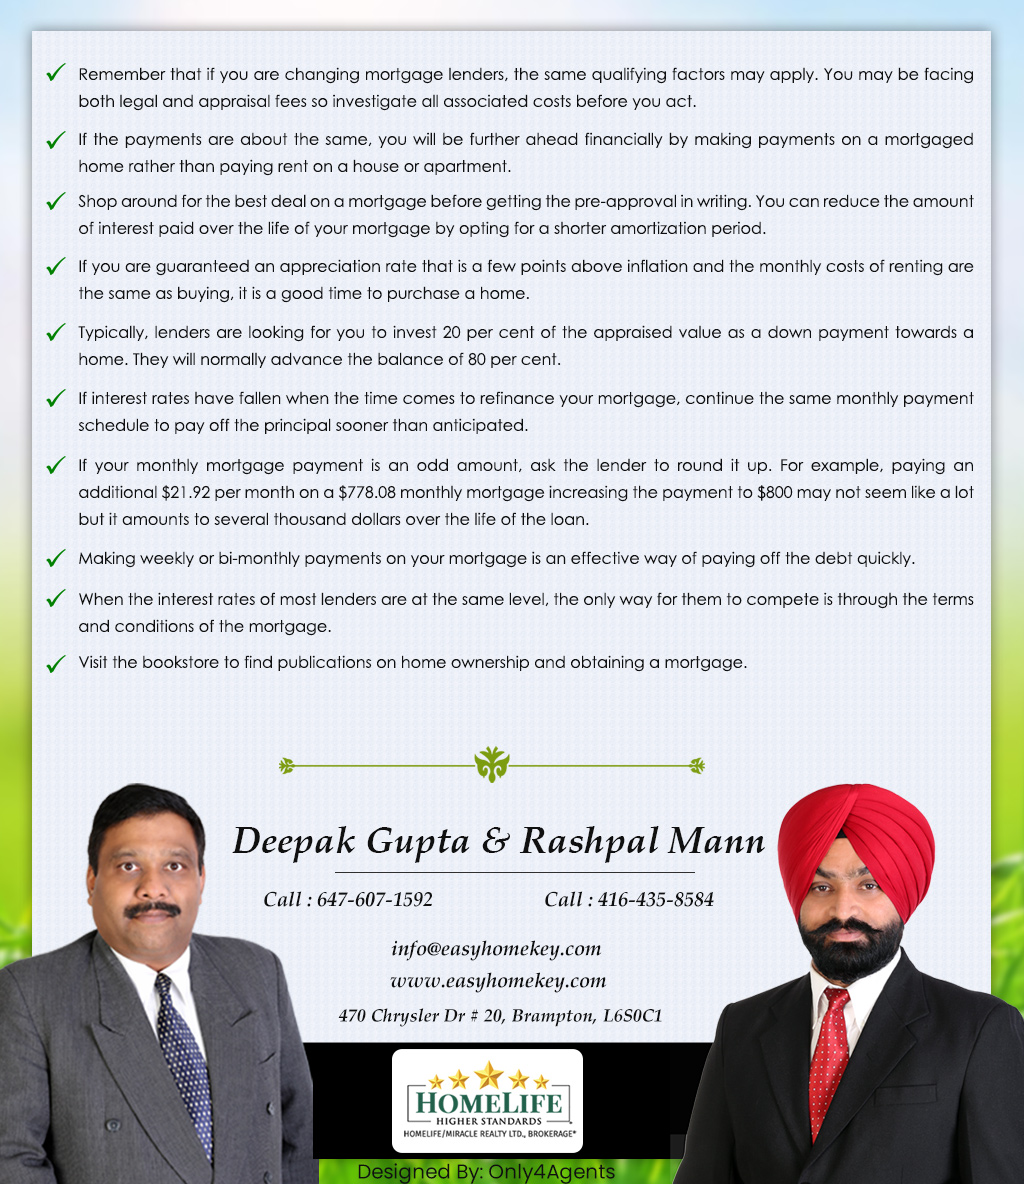 Remember that if you are changing mortgage lenders, the same qualifying factors may apply. You may be facing
both legal and appraisal fees so investigate all associated costs before you act.
If the payments are about the same, you will be further ahead financially by making payments on a mortgaged
home rather than paying rent on a house or apartment.
Shop around for the best deal on a mortgage before getting the pre-approval in writing. You can reduce the amount
of interest paid over the life of your mortgage by opting for a shorter amortization period.
If you are guaranteed an appreciation rate that is a few points above inflation and the monthly costs of renting are
the same as buying, it is a good time to purchase a home.
Typically, lenders are looking for you to invest 20 per cent of the appraised value as a down payment towards a
home. They will normally advance the balance of 80 per cent.
If interest rates have fallen when the time comes to refinance your mortgage, continue the same monthly payment
schedule to pay off the principal sooner than anticipated.
If your monthly mortgage payment is an odd amount, ask the lender to round it up. For example, paying an
additional $21.92 per month on a $778.08 monthly mortgage increasing the payment to $800 may not seem like a lot
but it amounts to several thousand dollars over the life of the loan.
Making weekly or bi-monthly payments on your mortgage is an effective way of paying off the debt quickly.
When the interest rates of most lenders are at the same level, the only way for them to compete is through the terms
and conditions of the mortgage.
Visit the bookstore to find publications on home ownership and obtaining a mortgage.
Deepak Gupta & Rashpal Mann
Call : 647-607-1592 Call : 416-435-8584
info@easyhomekey.com
www.easyhomekey.com
470 Chrysler Dr # 20, Brampton, L6S0C1
HOMELIFE
HIGHER STANDARDS
HOMELIFE/MIRACLE REALTY LTD., BROKERAGE*
Designed By: Only4Agents